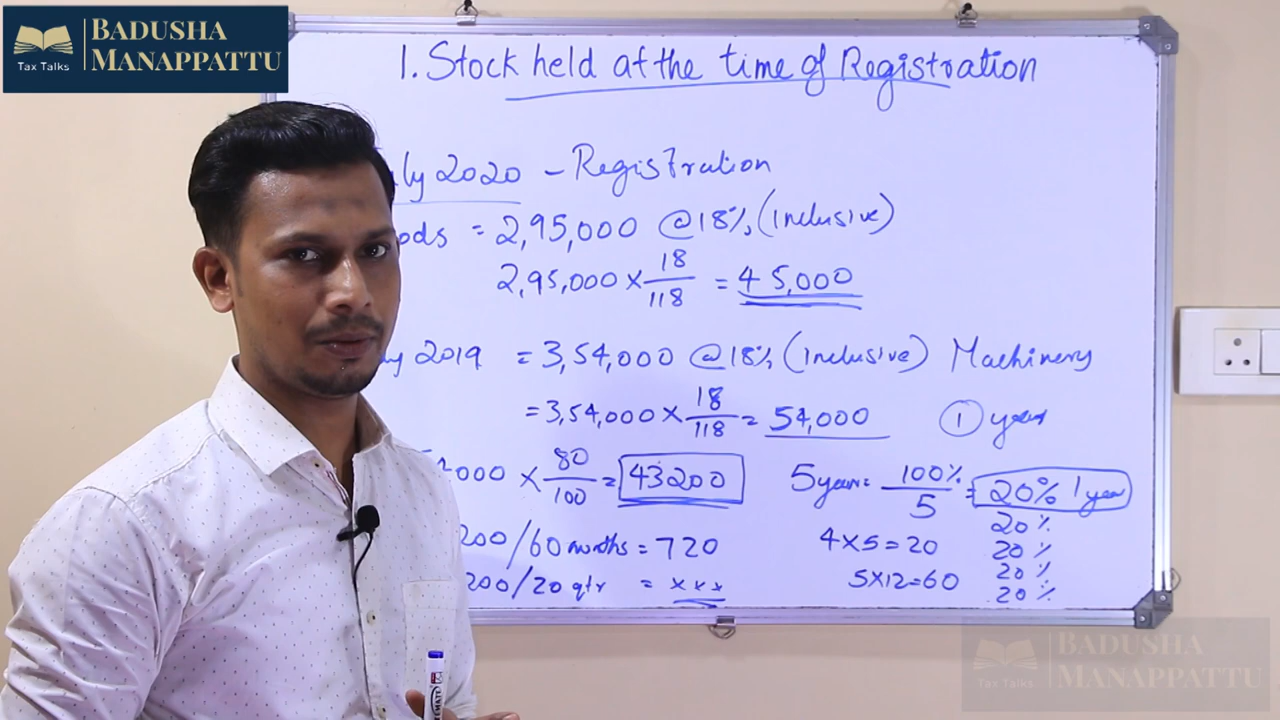 BADUSHA
MANAPPATTU
Tax Talks
1. Stock held at the time of Registration
ly 2020 - Registration
ods = 2,95,000 @18% (inclusive)
2,95,000 × 18/118 = 45,000
y 2019 = 3,54,000 @18% (inclusive) Machinery
= 3,54,000 × 18/118 = 54,000 ① year
000 × 80/100 = 43200
5 years = 100%/5 = 20% 1 year
20%
200/60 months = 720
4×5=20
20%
20%
200/20 qtr = ×××
5×12=60
20%
BADUSHA
MANAPPATTU
Tax Talks